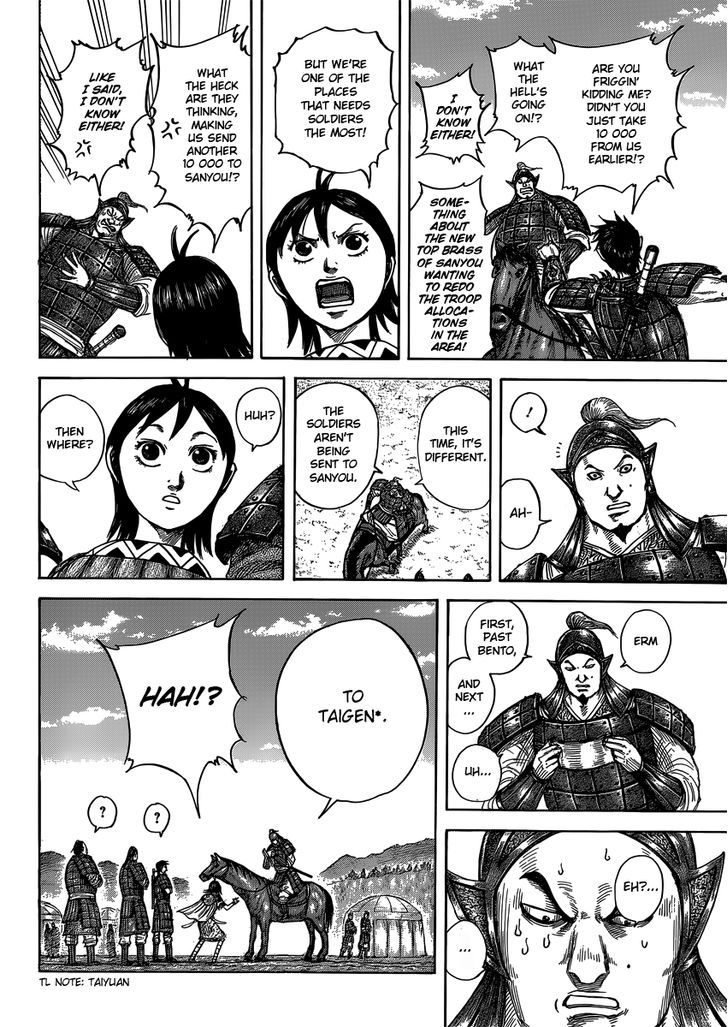 ARE YOU
FRIGGIN'
KIDDING ME?
DIDN'T YOU
JUST TAKE
10 000
FROM US
EARLIER!?
WHAT
THE
HELL'S
GOING
ON!?
I
DON'T
KNOW
EITHER!
SOME-
THING
ABOUT
THE NEW
TOP BRASS
OF SANYOU
WANTING
TO REDO
THE TROOP
ALLOCA-
TIONS
IN THE
AREA!
BUT WE'RE
ONE OF THE
PLACES
THAT NEEDS
SOLDIERS
THE MOST!
WHAT
THE HECK
ARE THEY
THINKING,
MAKING
US SEND
ANOTHER
10 000 TO
SANYOU!?
LIKE
I SAID,
I DON'T
KNOW
EITHER!
!
AH-
THIS
TIME, IT'S
DIFFERENT.
THE
SOLDIERS
AREN'T
BEING
SENT TO
SANYOU.
HUH?
THEN
WHERE?
ERM
FIRST,
PAST
BENTO,
AND
NEXT
...
UH...
EH?...
...
TO
TAIGEN*.
HAH!?
?
?
TL NOTE: TAIYUAN